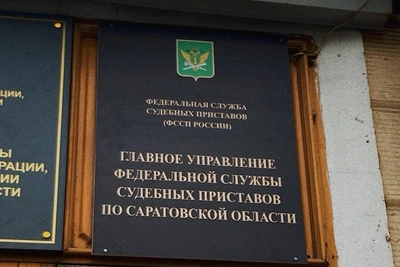 ФЕДЕРАЛЬНАЯ СЛУЖБА
СУДЕБНЫХ ПРИСТАВОВ
(ФССП РОССИИ)
ГЛАВНОЕ УПРАВЛЕНИЕ
ФЕДЕРАЛЬНОЙ СЛУЖБЫ
СУДЕБНЫХ ПРИСТАВОВ
ПО САРАТОВСКОЙ ОБЛАСТИ